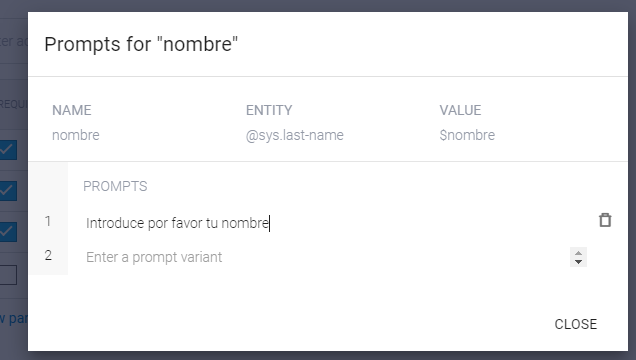 Prompts for "nombre"
NAME ENTITY VALUE
nombre @sys.last-name $nombre
PROMPTS
1 Introduce por favor tu nombre
2 Enter a prompt variant
CLOSE